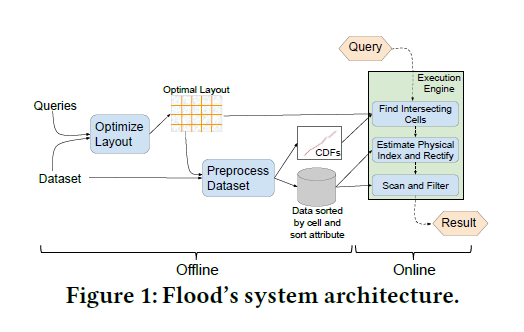 Query
Execution
Engine
Optimal Layout
Queries
Find Intersecting
Cells
Optimize
Layout
CDFs
Estimate Physical
Index and Rectify
Preprocess
Dataset
Dataset
Scan and Filter
Data sorted
by cell and
sort attribute
Result
Offline
Online
Figure 1: Flood's system architecture.